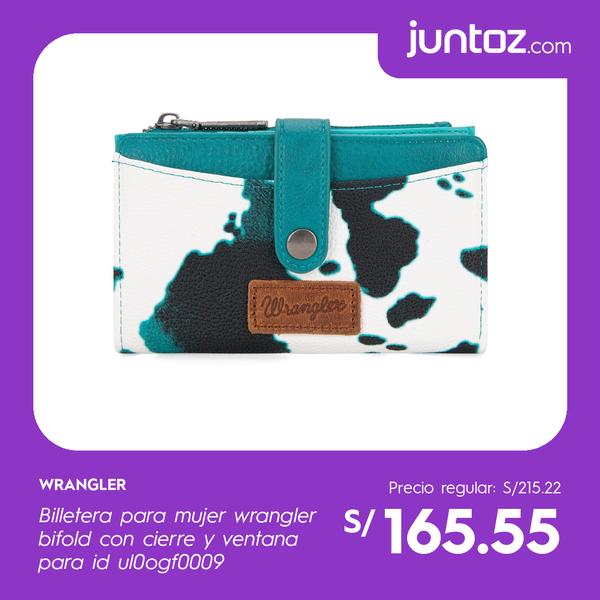 juntoz.com
Wrangler
WRANGLER
Billetera para mujer wrangler
bifold con cierre y ventana
para id ul0ogf0009
Precio regular: S/215.22
S/165.55